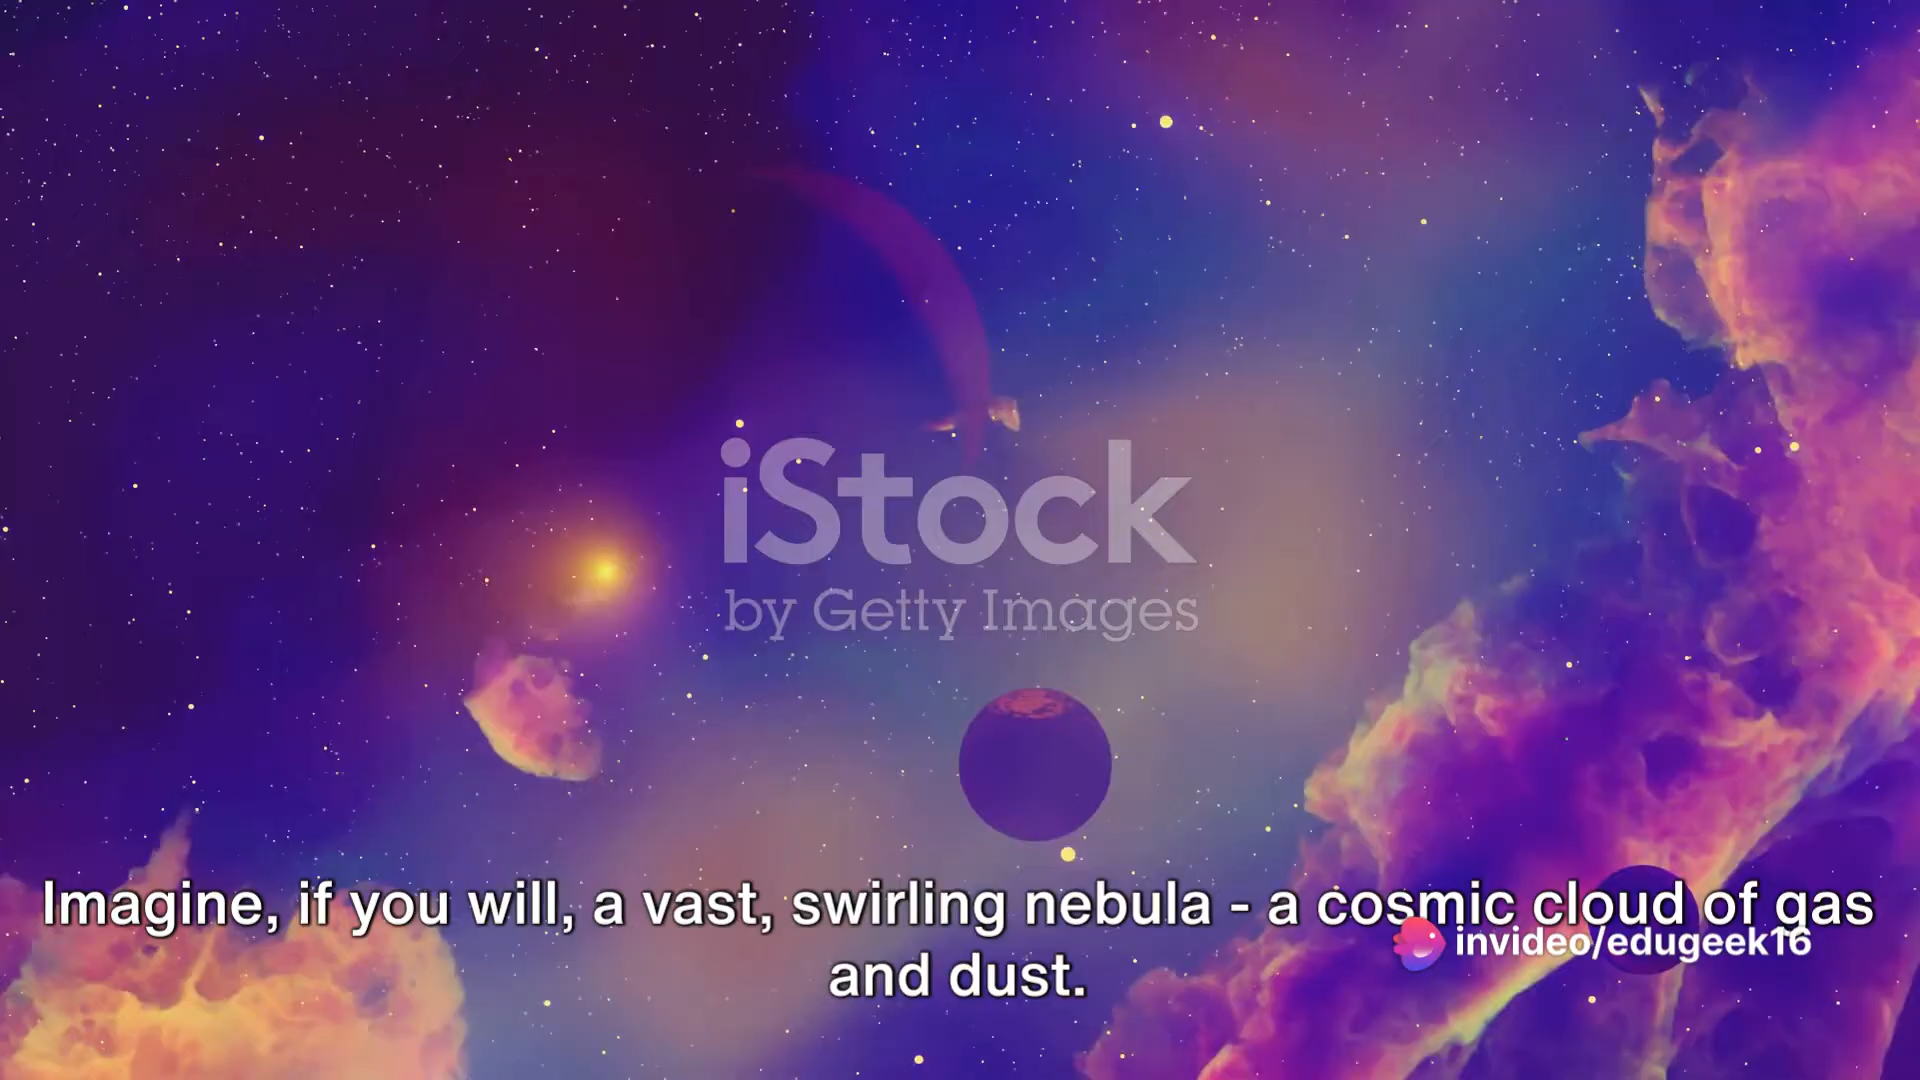 iStock
by Getty Images
Imagine, if you will, a vast, swirling nebula - a cosmic cloud of gas
invideo/edugeek16
and dust.